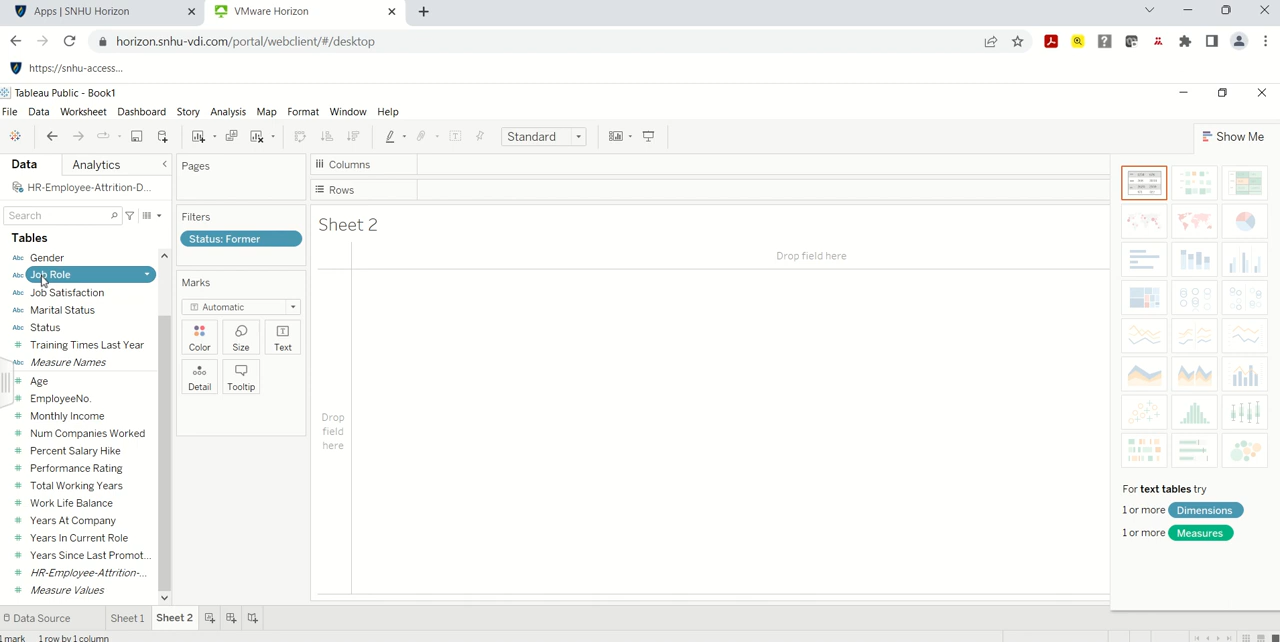 Apps | SNHU Horizon
VMware Horizon
horizon.snhu-vdi.com/portal/webclient/#/desktop
https://snhu-access...
Tableau Public - Book1
File Data Worksheet Dashboard Story Analysis Map Format Window Help
Standard
Show Me
Data Analytics
Pages
Columns
HR-Employee-Attrition-D...
Rows
Search
Filters
Sheet 2
Tables
Status: Former
Abc Gender
Drop field here
Abc Job Role
Marks
Abc Job Satisfaction
Abc Marital Status
Automatic
Abc Status
# Training Times Last Year
Color Size Text
Abc Measure Names
# Age
Detail Tooltip
# EmployeeNo.
# Monthly Income
Drop
field
here
# Num Companies Worked
# Percent Salary Hike
# Performance Rating
# Total Working Years
For text tables try
# Work Life Balance
1 or more Dimensions
# Years At Company
1 or more Measures
# Years In Current Role
# Years Since Last Promot...
# HR-Employee-Attrition-...
# Measure Values
Data Source Sheet 1 Sheet 2
1 mark 1 row by 1 column